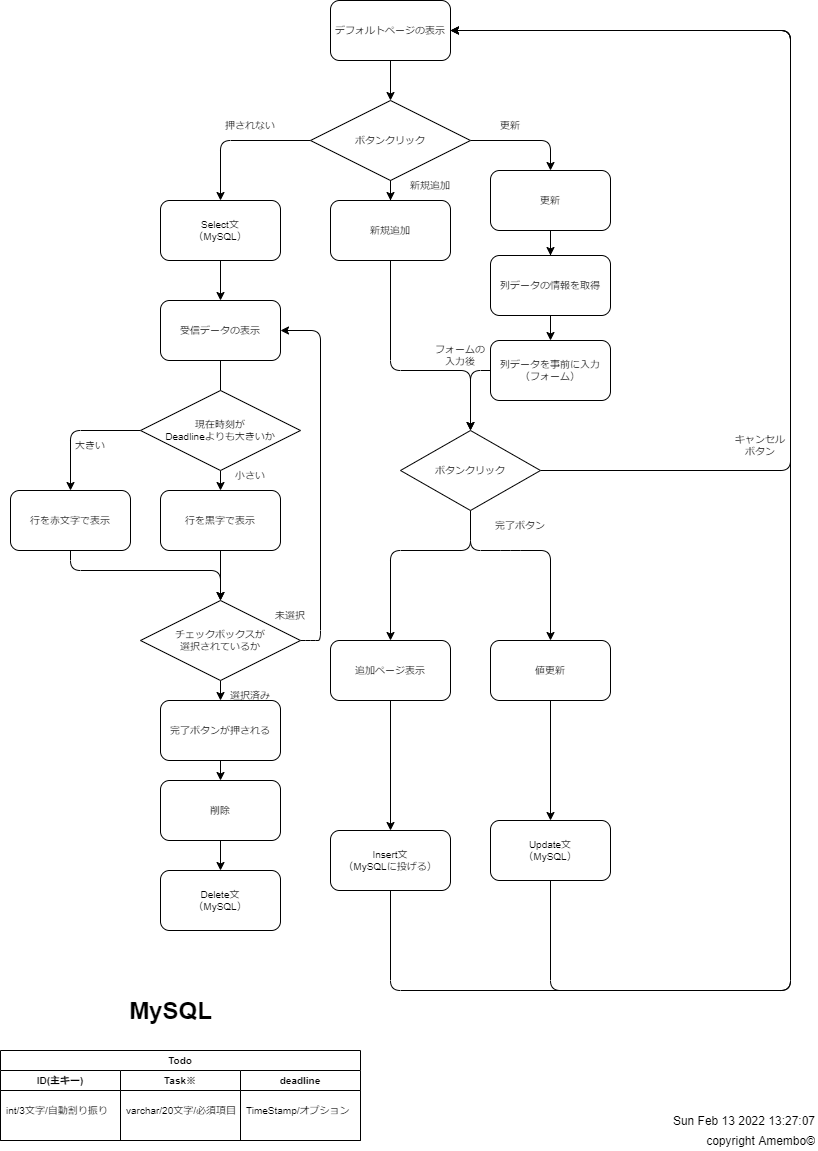 デフォルトページの表示
ボタンクリック
押されない
更新
新規追加
Select文
（MySQL）
新規追加
更新
列データの情報を取得
受信データの表示
フォームの
入力後
列データを事前に入力
（フォーム）
現在時刻が
Deadlineよりも大きいか
大きい
小さい
ボタンクリック
キャンセル
ボタン
行を赤文字で表示
行を黒字で表示
完了ボタン
未選択
チェックボックスが
選択されているか
追加ページ表示
値更新
選択済み
完了ボタンが押される
削除
Insert文
（MySQLに投げる）
Update文
（MySQL）
Delete文
（MySQL）
MySQL
Todo
ID(主キー)
Task※
deadline
int/3文字/自動割り振り
varchar/20文字/必須項目
TimeStamp/オプション
Sun Feb 13 2022 13:27:07
copyright Amembo©